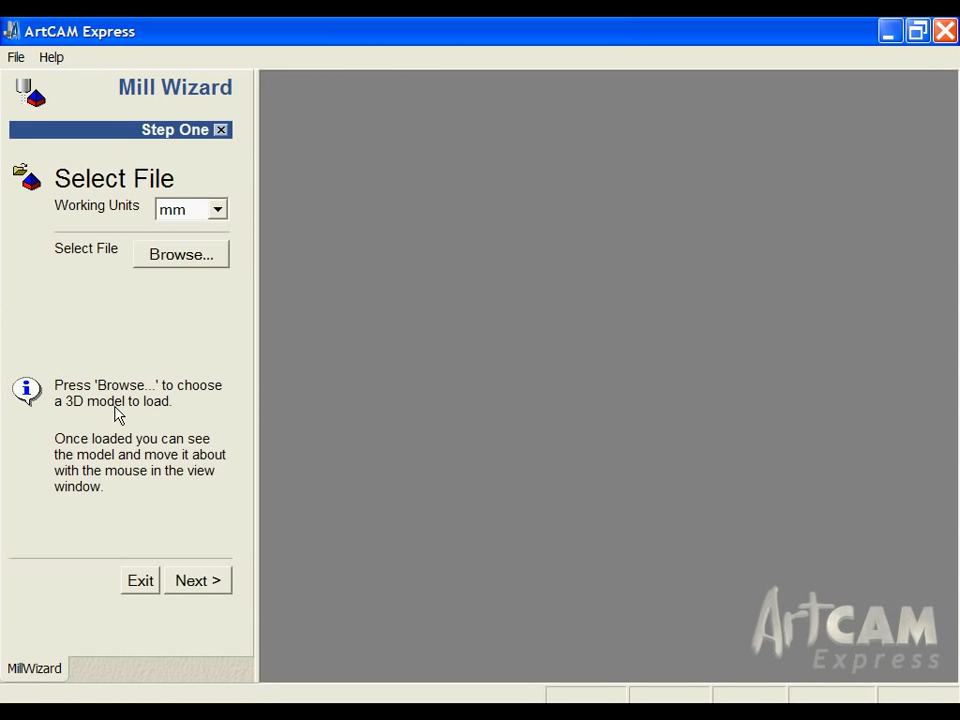 ArtCAM Express
File Help
Mill Wizard
Step One
Select File
Working Units mm
Select File Browse...
Press 'Browse...' to choose
a 3D model to load.
Once loaded you can see
the model and move it about
with the mouse in the view
window.
Exit Next >
ArtCAM
Express
MillWizard